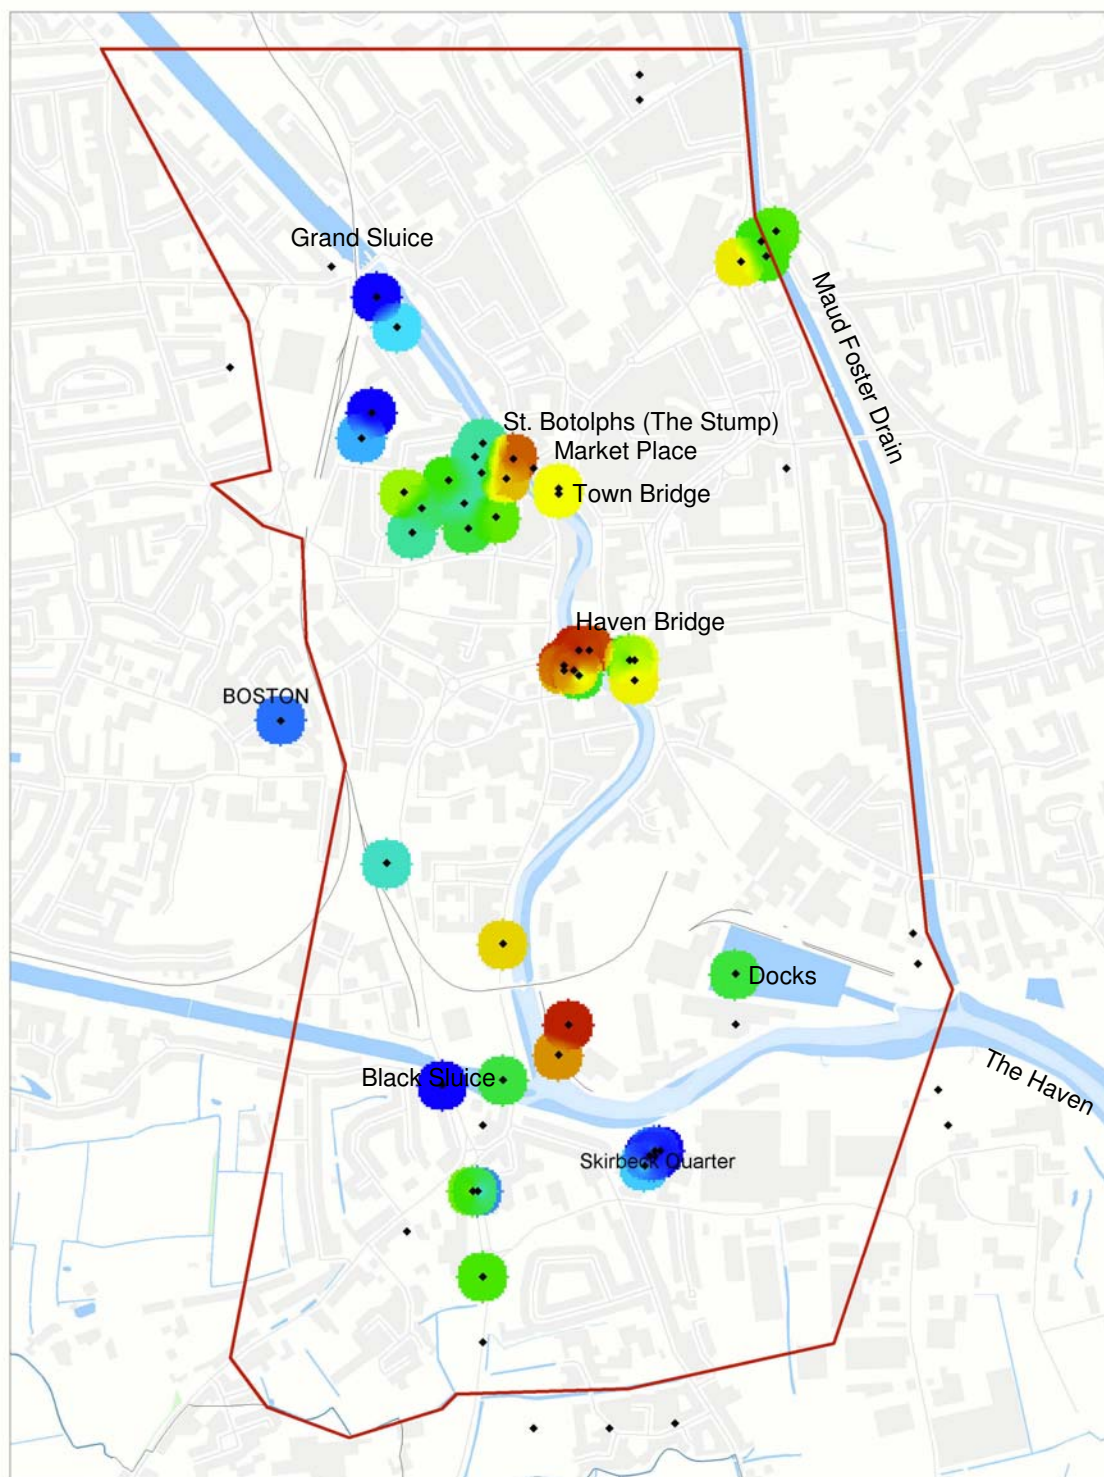 Grand Sluice
Maud Foster Drain
St. Botolphs (The Stump)
Market Place
Town Bridge
Haven Bridge
BOSTON
Docks
Black Sluice
The Haven
Skirbeck Quarter